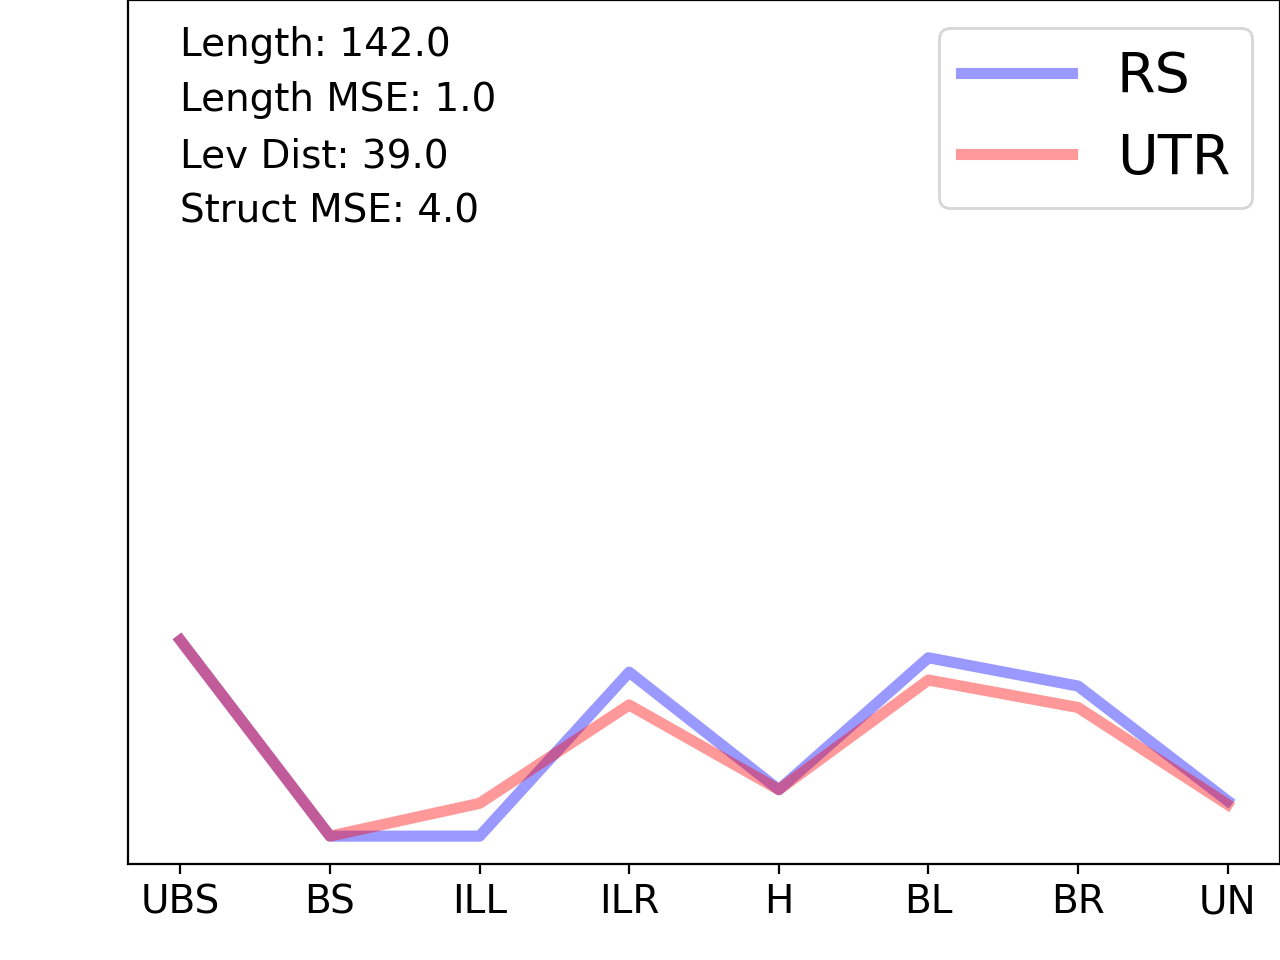 Length: 142.0
Length MSE: 1.0
Lev Dist: 39.0
Struct MSE: 4.0
RS
UTR
UBS BS ILL ILR H BL BR UN